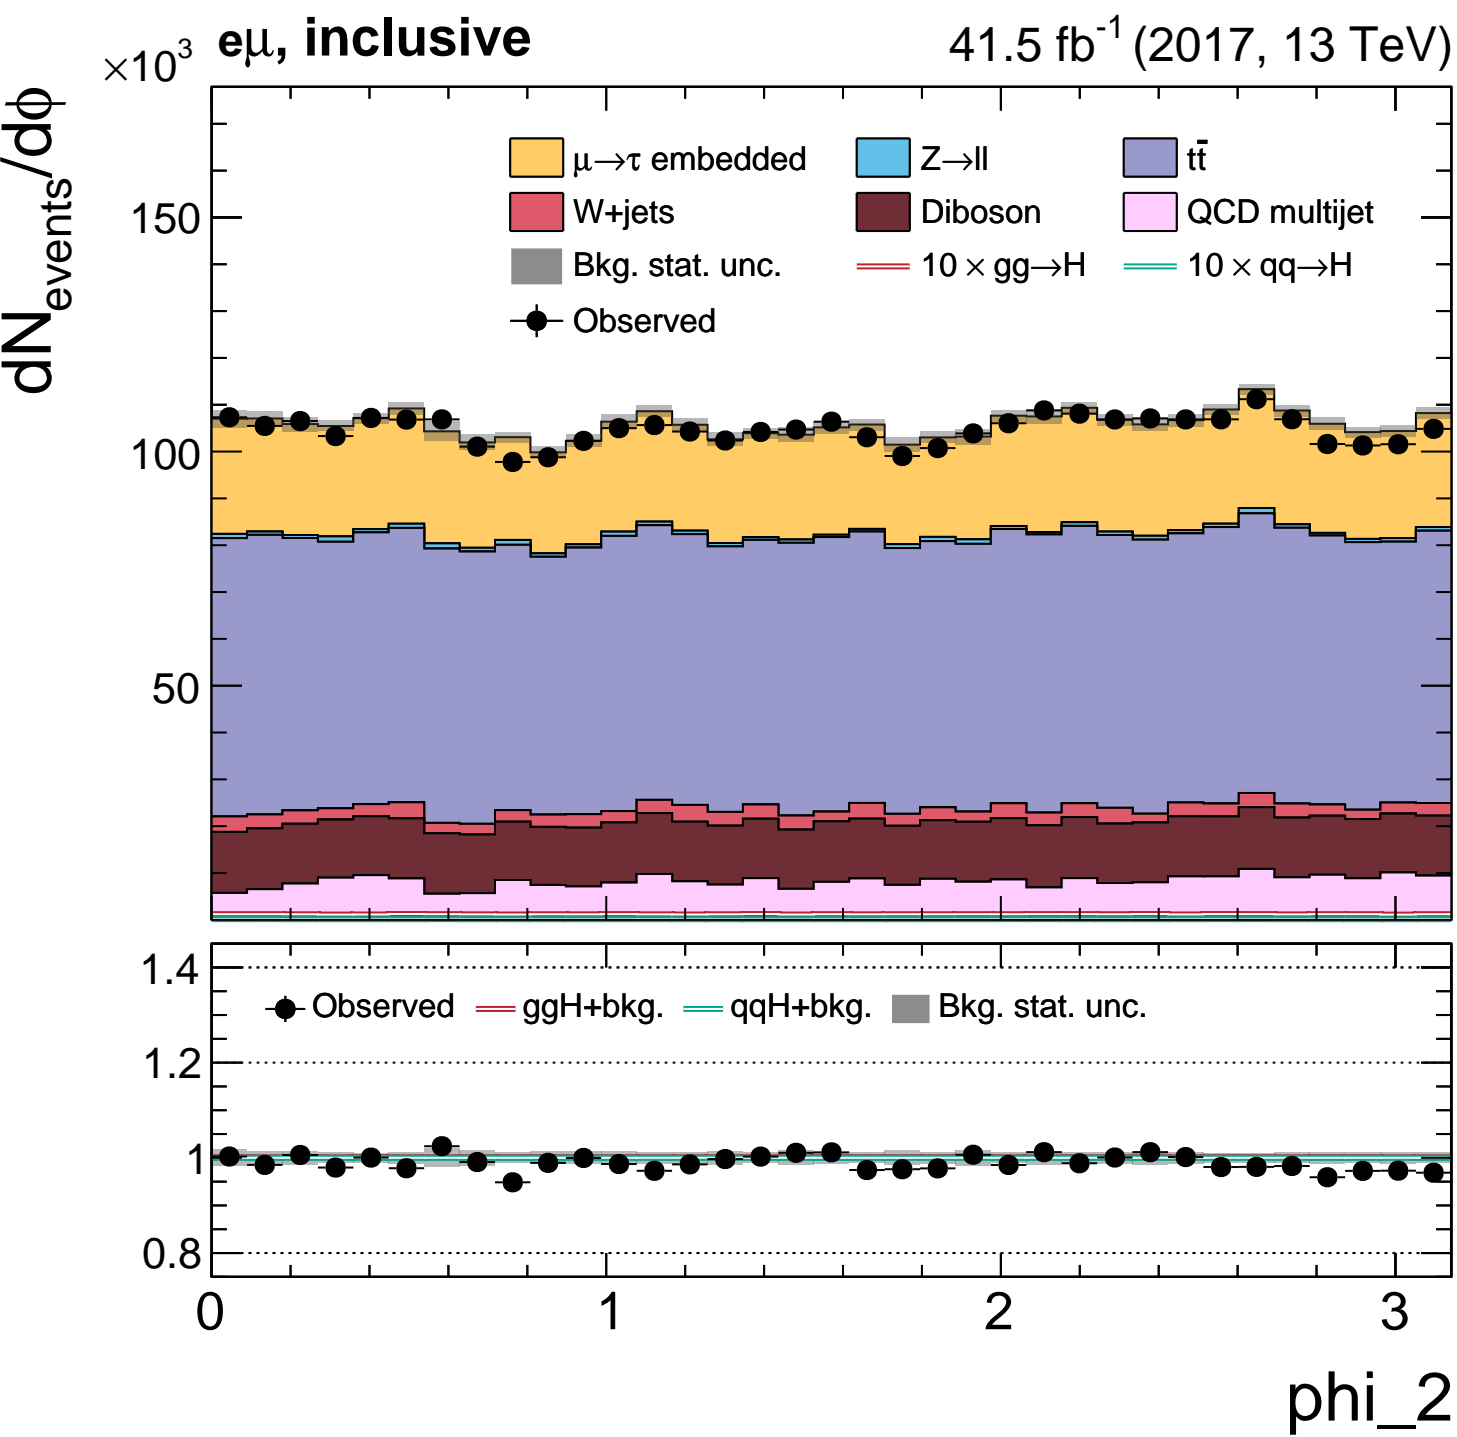 ×10³ eμ, inclusive 41.5 fb⁻¹ (2017, 13 TeV)
dN_events/dϕ
μ→τ embedded Z→ll tt̄
W+jets Diboson QCD multijet
Bkg. stat. unc. 10 × gg→H 10 × qq→H
Observed
150
100
50
1.4
Observed ggH+bkg. qqH+bkg. Bkg. stat. unc.
1.2
1
0.8
0 1 2 3
phi_2